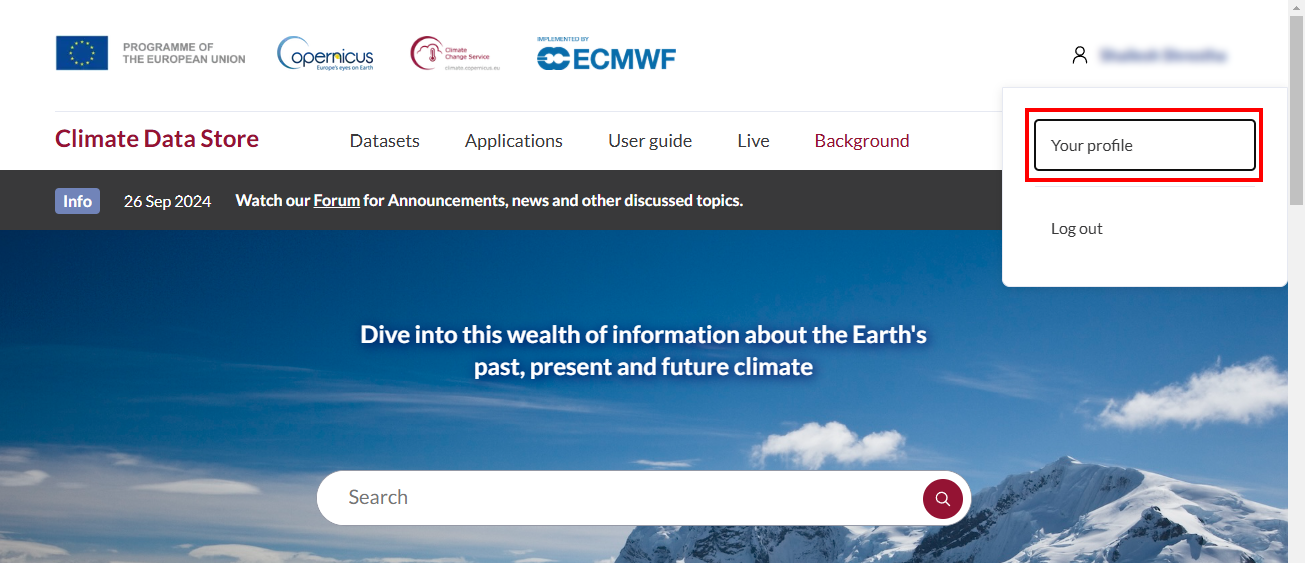 PROGRAMME OF
THE EUROPEAN UNION
opernicus
Europe's eyes on Earth
Climate
Change Service
climate.copernicus.eu
IMPLEMENTED BY
ECMWF
Climate Data Store
Datasets
Applications
User guide
Live
Background
Your profile
Log out
Info
26 Sep 2024
Watch our Forum for Announcements, news and other discussed topics.
Dive into this wealth of information about the Earth's
past, present and future climate
Search